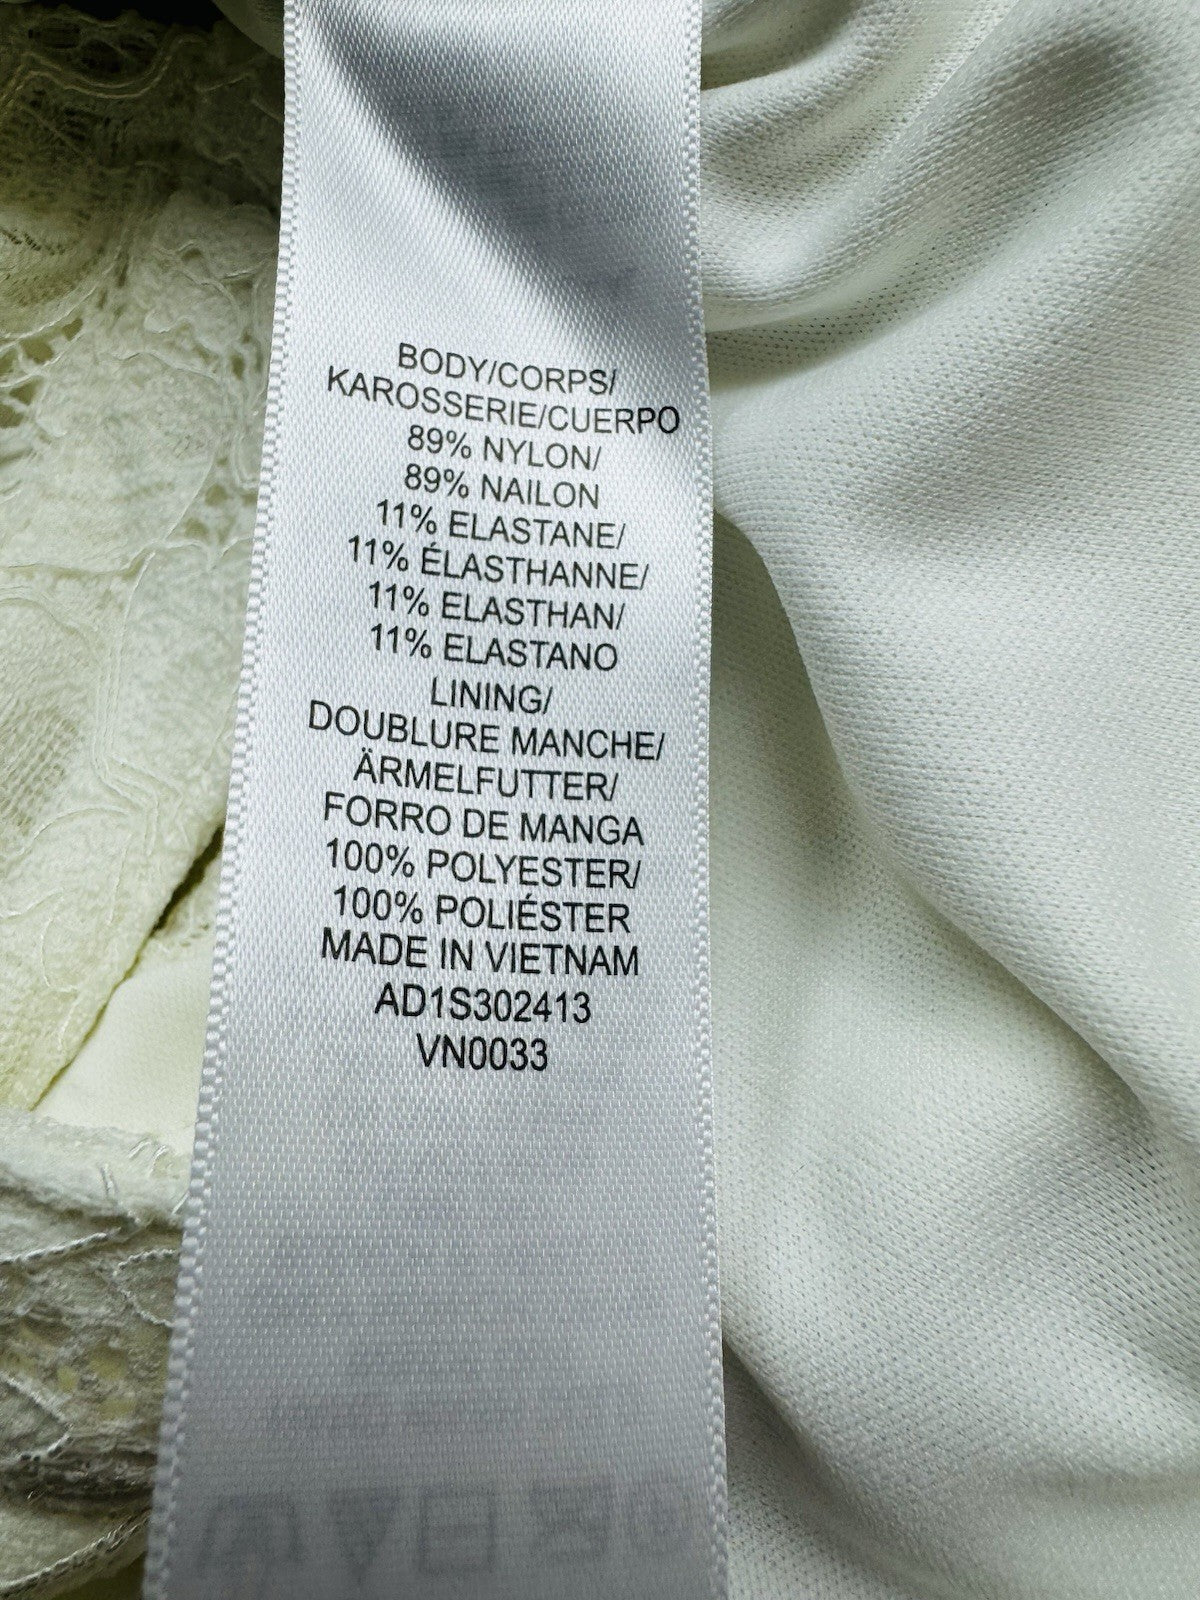 BODY/CORPS/
KAROSSERIE/CUERPO
89% NYLON/
89% NAILON
11% ELASTANE/
11% ÉLASTHANNE/
11% ELASTHAN/
11% ELASTANO
LINING/
DOUBLURE MANCHE/
ÄRMELFUTTER/
FORRO DE MANGA
100% POLYESTER/
100% POLIÉSTER
MADE IN VIETNAM
AD1S302413
VN0033